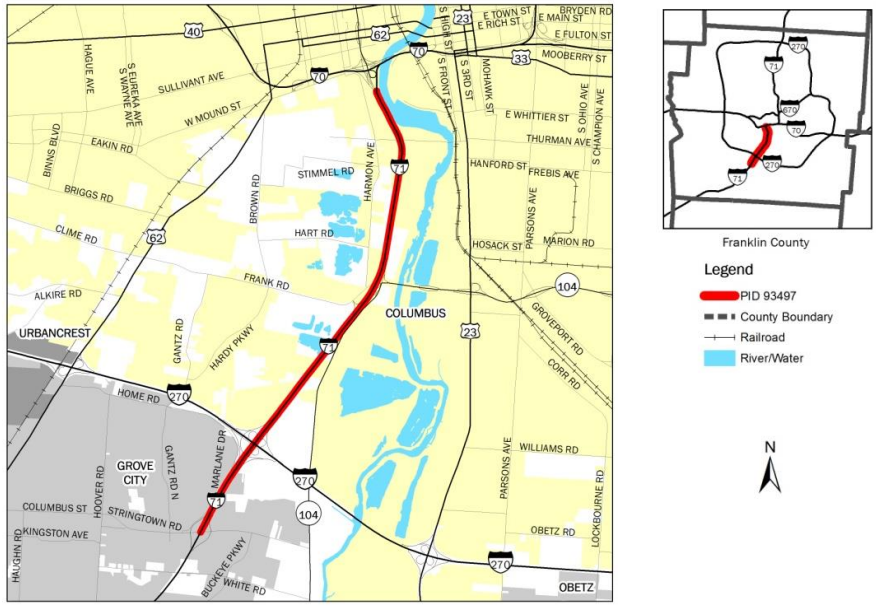 40
62
23
E TOWN ST
E RICH ST
BRYDEN RD
E MAIN ST
E FULTON ST
MOOBERRY ST
S HIGH ST
70
33
HAGUE AVE
S EUREKA AVE
S WAYNE AVE
SULLIVANT AVE
70
W MOUND ST
S FRONT ST
S 3RD ST
MOHAWK ST
E WHITTIER ST
S OHIO AVE
S CHAMPION AVE
THURMAN AVE
BINNS BLVD
EAKIN RD
BRIGGS RD
BROWN RD
STIMMEL RD
HARMON AVE
71
HANFORD ST
FREBIS AVE
PARSONS AVE
CLIME RD
62
HART RD
HOSACK ST
MARION RD
FRANK RD
104
ALKIRE RD
COLUMBUS
GROVEPORT RD
URBANCREST
GANTZ RD
HARDY PKWY
71
23
CORR RD
270
HOME RD
GROVE
CITY
HOOVER RD
GANTZ RD N
MARLANE DR
PARSONS AVE
WILLIAMS RD
270
71
104
COLUMBUS ST
STRINGTOWN RD
KINGSTON AVE
HAUGHN RD
BUCKEYE PKWY
WHITE RD
OBETZ RD
LOCKBOURNE RD
270
OBETZ
270
71
670
70
270
71
Franklin County
Legend
PID 93497
County Boundary
Railroad
River/Water
N